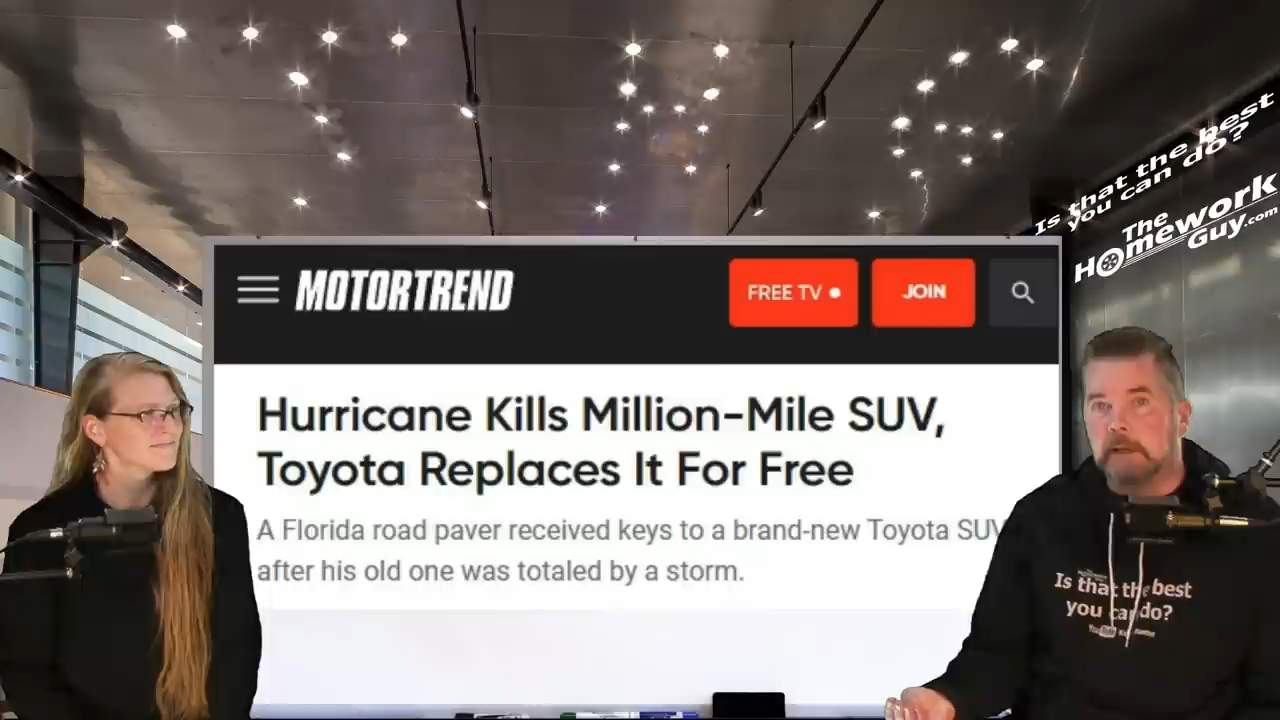 Is that the best
you can do?
The
Homework
Guy.com
MOTORTREND
FREE TV
JOIN
Hurricane Kills Million-Mile SUV,
Toyota Replaces It For Free
A Florida road paver received keys to a brand-new Toyota SUV
after his old one was totaled by a storm.
Is that the best
you can do?